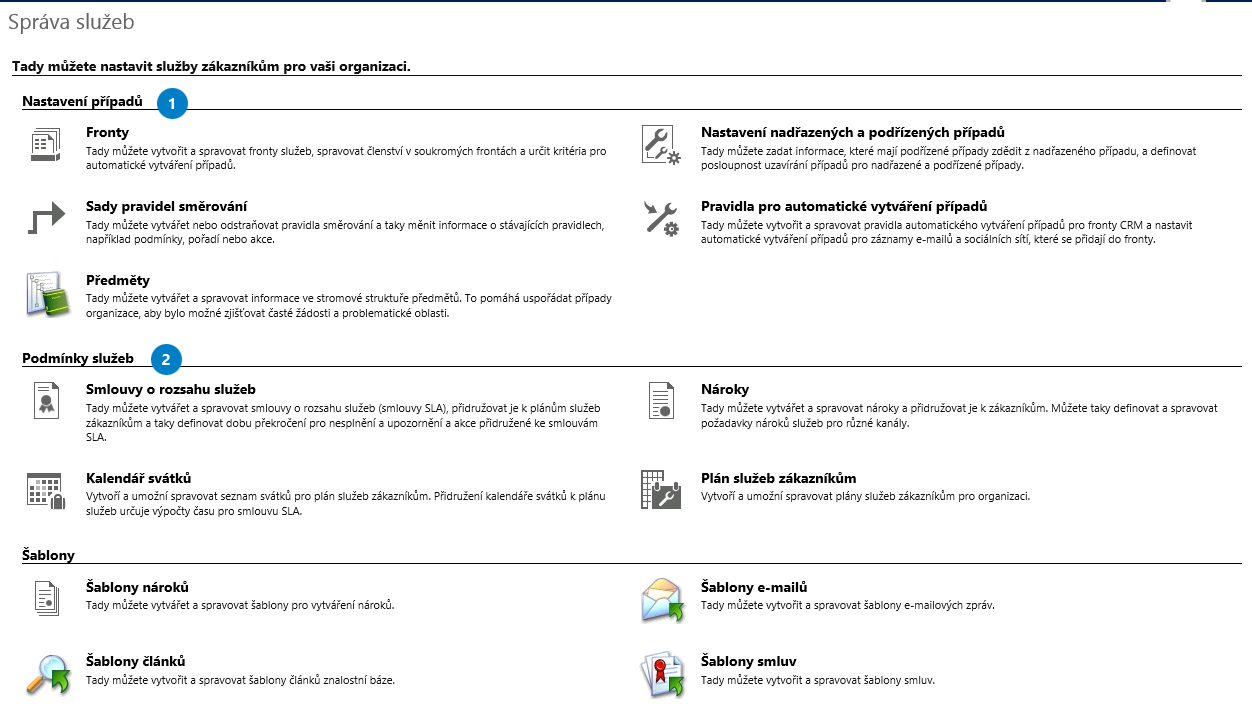 Správa služeb
Tady můžete nastavit služby zákazníkům pro vaši organizaci.
Nastavení případů 1
Fronty
Tady můžete vytvořit a spravovat fronty služeb, spravovat členství v soukromých frontách a určit kritéria pro
automatické vytváření případů.
Nastavení nadřazených a podřízených případů
Tady můžete zadat informace, které mají podřízené případy zdědit z nadřazeného případu, a definovat
posloupnost uzavírání případů pro nadřazené a podřízené případy.
Sady pravidel směrování
Tady můžete vytvářet nebo odstraňovat pravidla směrování a taky měnit informace o stávajících pravidlech,
například podmínky, pořadí nebo akce.
Pravidla pro automatické vytváření případů
Tady můžete vytvořit a spravovat pravidla automatického vytváření případů pro fronty CRM a nastavit
automatické vytváření případů pro záznamy e-mailů a sociálních sítí, které se přidají do fronty.
Předměty
Tady můžete vytvářet a spravovat informace ve stromové struktuře předmětů. To pomáhá uspořádat případy
organizace, aby bylo možné zjišťovat časté žádosti a problematické oblasti.
Podmínky služeb 2
Smlouvy o rozsahu služeb
Tady můžete vytvářet a spravovat smlouvy o rozsahu služeb (smlouvy SLA), přidružovat je k plánům služeb
zákazníkům a taky definovat dobu překročení pro nesplnění a upozornění a akce přidružené ke smlouvám
SLA.
Nároky
Tady můžete vytvářet a spravovat nároky a přidružovat je k zákazníkům. Můžete taky definovat a spravovat
požadavky nároků služeb pro různé kanály.
Kalendář svátků
Vytvoří a umožní spravovat seznam svátků pro plán služeb zákazníkům. Přidružení kalendáře svátků k plánu
služeb určuje výpočty času pro smlouvu SLA.
Plán služeb zákazníkům
Vytvoří a umožní spravovat plány služeb zákazníkům pro organizaci.
Šablony
Šablony nároků
Tady můžete vytvářet a spravovat šablony pro vytváření nároků.
Šablony e-mailů
Tady můžete vytvořit a spravovat šablony e-mailových zpráv.
Šablony článků
Tady můžete vytvořit a spravovat šablony článků znalostní báze.
Šablony smluv
Tady můžete vytvořit a spravovat šablony smluv.